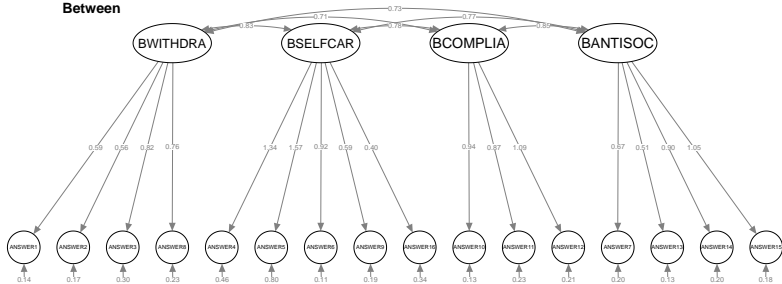 Between
0.73
0.71 0.77
0.83 0.76 0.85
BWITHDRA BSELFCAR BCOMPLIA BANTISOC
0.59 0.56 0.82 0.76 1.34 1.57 0.92 0.59 0.40 0.94 0.87 1.09 0.67 0.51 0.90 1.05
ANSWER1 ANSWER2 ANSWER3 ANSWER8 ANSWER4 ANSWER5 ANSWER6 ANSWER9 ANSWER16 ANSWER10 ANSWER11 ANSWER12 ANSWER7 ANSWER13 ANSWER14 ANSWER15
0.14 0.17 0.30 0.23 0.46 0.80 0.11 0.19 0.34 0.13 0.23 0.21 0.20 0.13 0.20 0.18